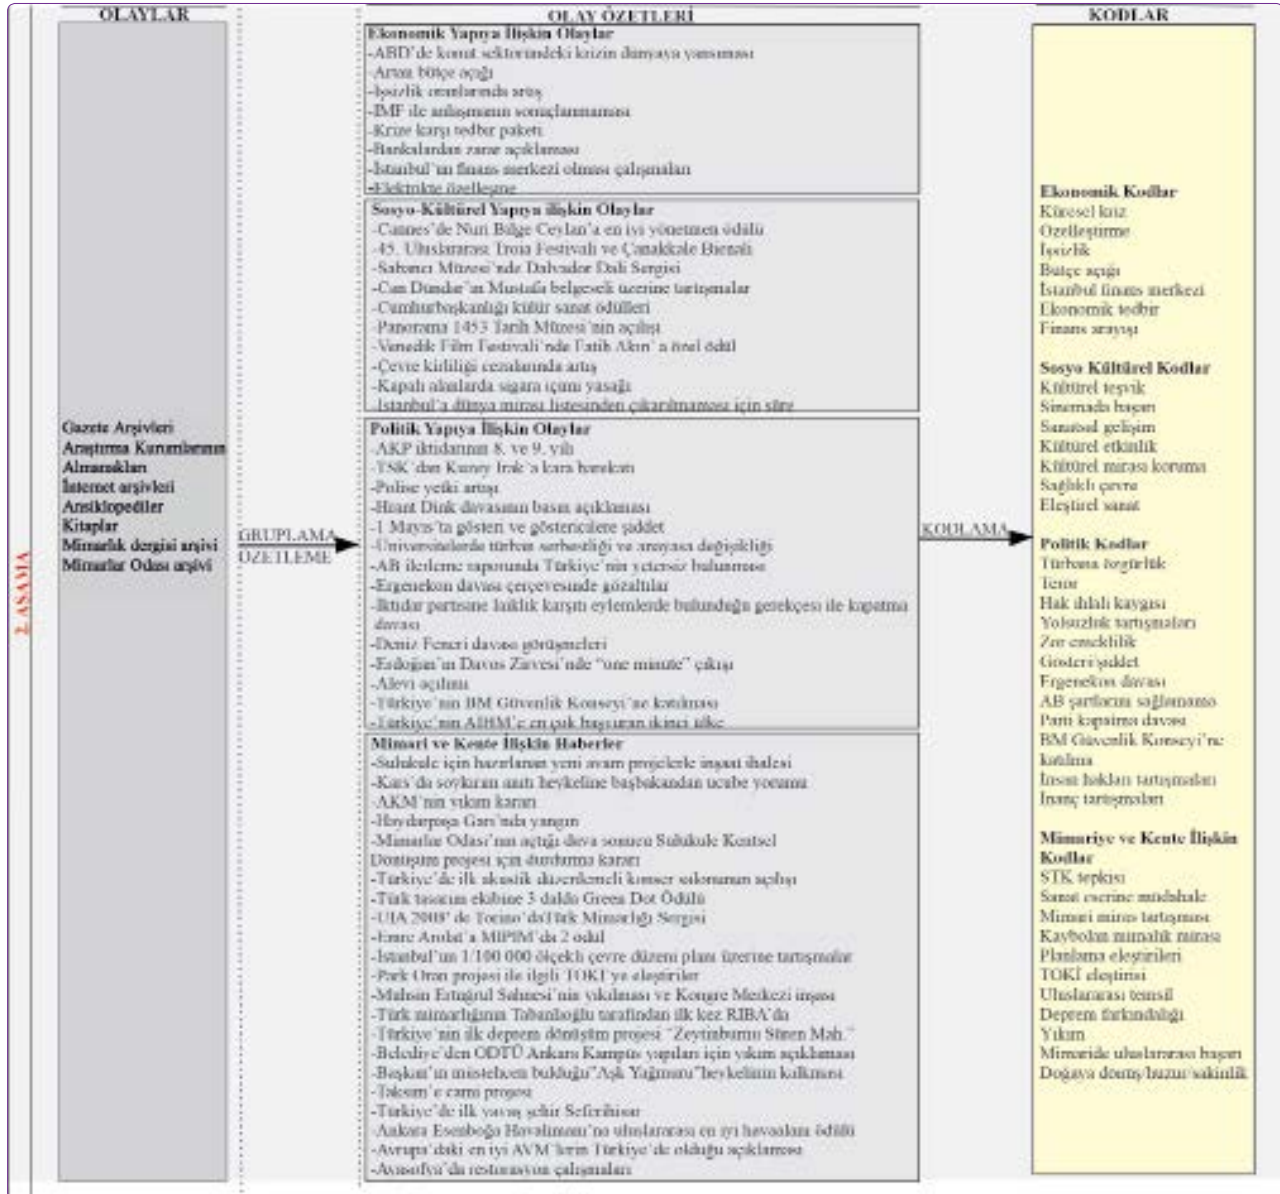 OLAYLAR
Gazete Arşivleri
Araştırma Kurumlarının
Almanakları
İnternet arşivleri
Ansiklopediler
Kitaplar
Mimarlık dergisi arşivi
Mimarlar Odası arşivi
2. AŞAMA
GRUPLAMA
ÖZETLEME
OLAY ÖZETLERİ
Ekonomik Yapıya İlişkin Olaylar
-ABD'de konut sektöründeki krizin dünyaya yansıması
-Artan bütçe açığı
-İşsizlik oranlarında artış
-IMF ile anlaşmanın sonuçlanmaması
-Krize karşı tedbir paketi
-Bankalardan zarar açıklaması
-İstanbul'un finans merkezi olması çalışmaları
-Elektrikte özelleşme
Sosyo-Kültürel Yapıya ilişkin Olaylar
-Cannes'de Nuri Bilge Ceylan'a en iyi yönetmen ödülü
-45. Uluslararası Troia Festivali ve Çanakkale Bienali
-Sabancı Müzesi'nde Dalvador Dali Sergisi
-Can Dündar'ın Mustafa belgeseli üzerine tartışmalar
-Cumhurbaşkanlığı külür sanat ödülleri
-Panorama 1453 Tarih Müzesi'nin açılışı
-Venedik Film Festivali'nde Fatih Akın' a özel ödül
-Çevre kirliliği cezalarında artış
-Kapalı alanlarda sigara içimi yasağı
-İstanbul'a dünya mirası listesinden çıkarılmaması için süre
Politik Yapıya İlişkin Olaylar
-AKP iktidarının 8. ve 9. yılı
-TSK'dan Kuzey Irak'a kara harekatı
-Polise yetki artışı
-Hrant Dink davasının basın açıklaması
-1 Mayıs'ta gösteri ve göstericilere şiddet
-Üniversitelerde türban serbestliği ve anayasa değişikliği
-AB ilerleme raporunda Türkiye'nin yetersiz bulunması
-Ergenekon davası çerçevesinde gözaltılar
-İktidar partisine laiklik karşıtı eylemlerde bulunduğu gerekçesi ile kapatma
davası
-Deniz Feneri davası görüşmeleri
-Erdoğan'ın Davos Zirvesi'nde "one minute" çıkışı
-Alevi açılımı
-Türkiye'nin BM Güvenlik Konseyi'ne katılması
-Türkiye'nin AİHM'e en çok başvuran ikinci ülke
Mimari ve Kente İlişkin Haberler
-Sulukule için hazırlanan yeni avam projelerle inşaat ihalesi
-Kars'da soykırım anıtı heykeline başbakandan ucube yorumu
-AKM'nin yıkım kararı
-Haydarpaşa Garı'nda yangın
-Mimarlar Odası'nın açtığı dava sonucu Sulukule Kentsel
Dönüşüm projesi için durdurma kararı
-Türkiye'de ilk akustik düzenlemeli konser salonunun açılışı
-Türk tasarım ekibine 3 dalda Green Dot Ödülü
-UIA 2008' de Torino'daTürk Mimarlığı Sergisi
-Emre Arolat'a MIPIM'da 2 ödül
-İstanbul'un 1/100 000 ölçekli çevre düzeni planı üzerine tartışmalar
-Park Oran projesi ile ilgili TOKİ'ye eleştiriler
-Muhsin Ertuğrul Sahnesi'nin yıkılması ve Kongre Merkezi inşası
-Türk mimarlığının Tabanlıoğlu tarafından ilk kez RIBA'da
-Türkiye'nin ilk deprem dönüşüm projesi "Zeytinburnu Sümer Mah."
-Belediye'den ODTÜ Ankara Kampüs yapıları için yıkım açıklaması
-Başkan'ın müstehcen bulduğu"Aşk Yağmuru"heykelinin kalkması
-Taksim'e cami projesi
-Türkiye'de ilk yavaş şehir Seferihisar
-Ankara Esenboğa Havalimanı'na uluslararası en iyi havaalanı ödülü
-Avrupa'daki en iyi AVM'lerin Türkiye'de olduğu açıklaması
-Ayasofya'da restorasyon çalışmaları
KODLAMA
KODLAR
Ekonomik Kodlar
Küresel kriz
Özelleştirme
İşsizlik
Bütçe açığı
İstanbul finans merkezi
Ekonomik tedbir
Finans arayışı
Sosyo Kültürel Kodlar
Kültürel teşvik
Sinemada başarı
Sanatsal gelişim
Kültürel etkinlik
Kültürel mirası koruma
Sağlıklı çevre
Eleştirel sanat
Politik Kodlar
Türbana özgürlük
Terör
Hak ihlali kaygısı
Yolsuzluk tartışmaları
Zor emeklilik
Gösteri/şiddet
Ergenekon davası
AB şartlarını sağlamama
Parti kapatma davası
BM Güvenlik Konseyi'ne
katılma
İnsan hakları tartışmaları
İnanç tartışmaları
Mimariye ve Kente İlişkin
Kodlar
STK tepkisi
Sanat eserine müdahale
Mimari miras tartışması
Kaybolan mimalık mirası
Planlama eleştirileri
TOKİ eleştirisi
Uluslararası temsil
Deprem farkındalığı
Yıkım
Mimaride uluslararası başarı
Doğaya dönüş/huzur/sakinlik